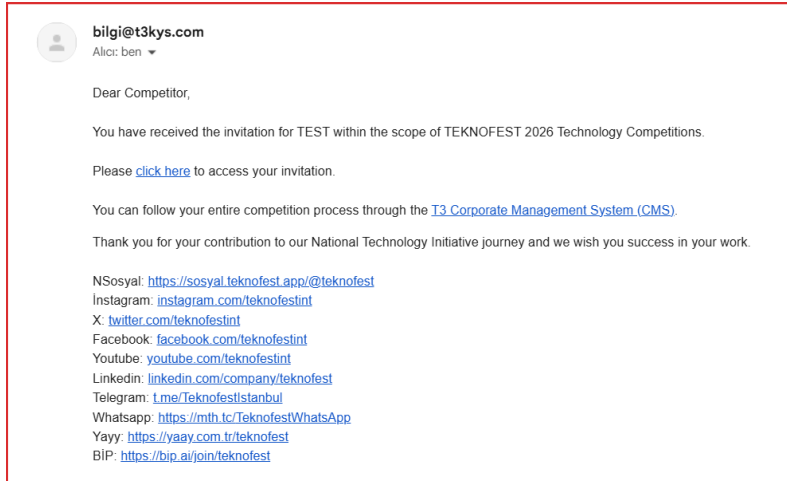 bilgi@t3kys.com
Alıcı: ben
Dear Competitor,
You have received the invitation for TEST within the scope of TEKNOFEST 2026 Technology Competitions.
Please click here to access your invitation.
You can follow your entire competition process through the T3 Corporate Management System (CMS).
Thank you for your contribution to our National Technology Initiative journey and we wish you success in your work.
NSosyal: https://sosyal.teknofest.app/@teknofest
İnstagram: instagram.com/teknofestint
X: twitter.com/teknofestint
Facebook: facebook.com/teknofestint
Youtube: youtube.com/teknofestint
Linkedin: linkedin.com/company/teknofest
Telegram: t.me/TeknofestIstanbul
Whatsapp: https://mth.tc/TeknofestWhatsApp
Yayy: https://yaay.com.tr/teknofest
BİP: https://bip.ai/join/teknofest